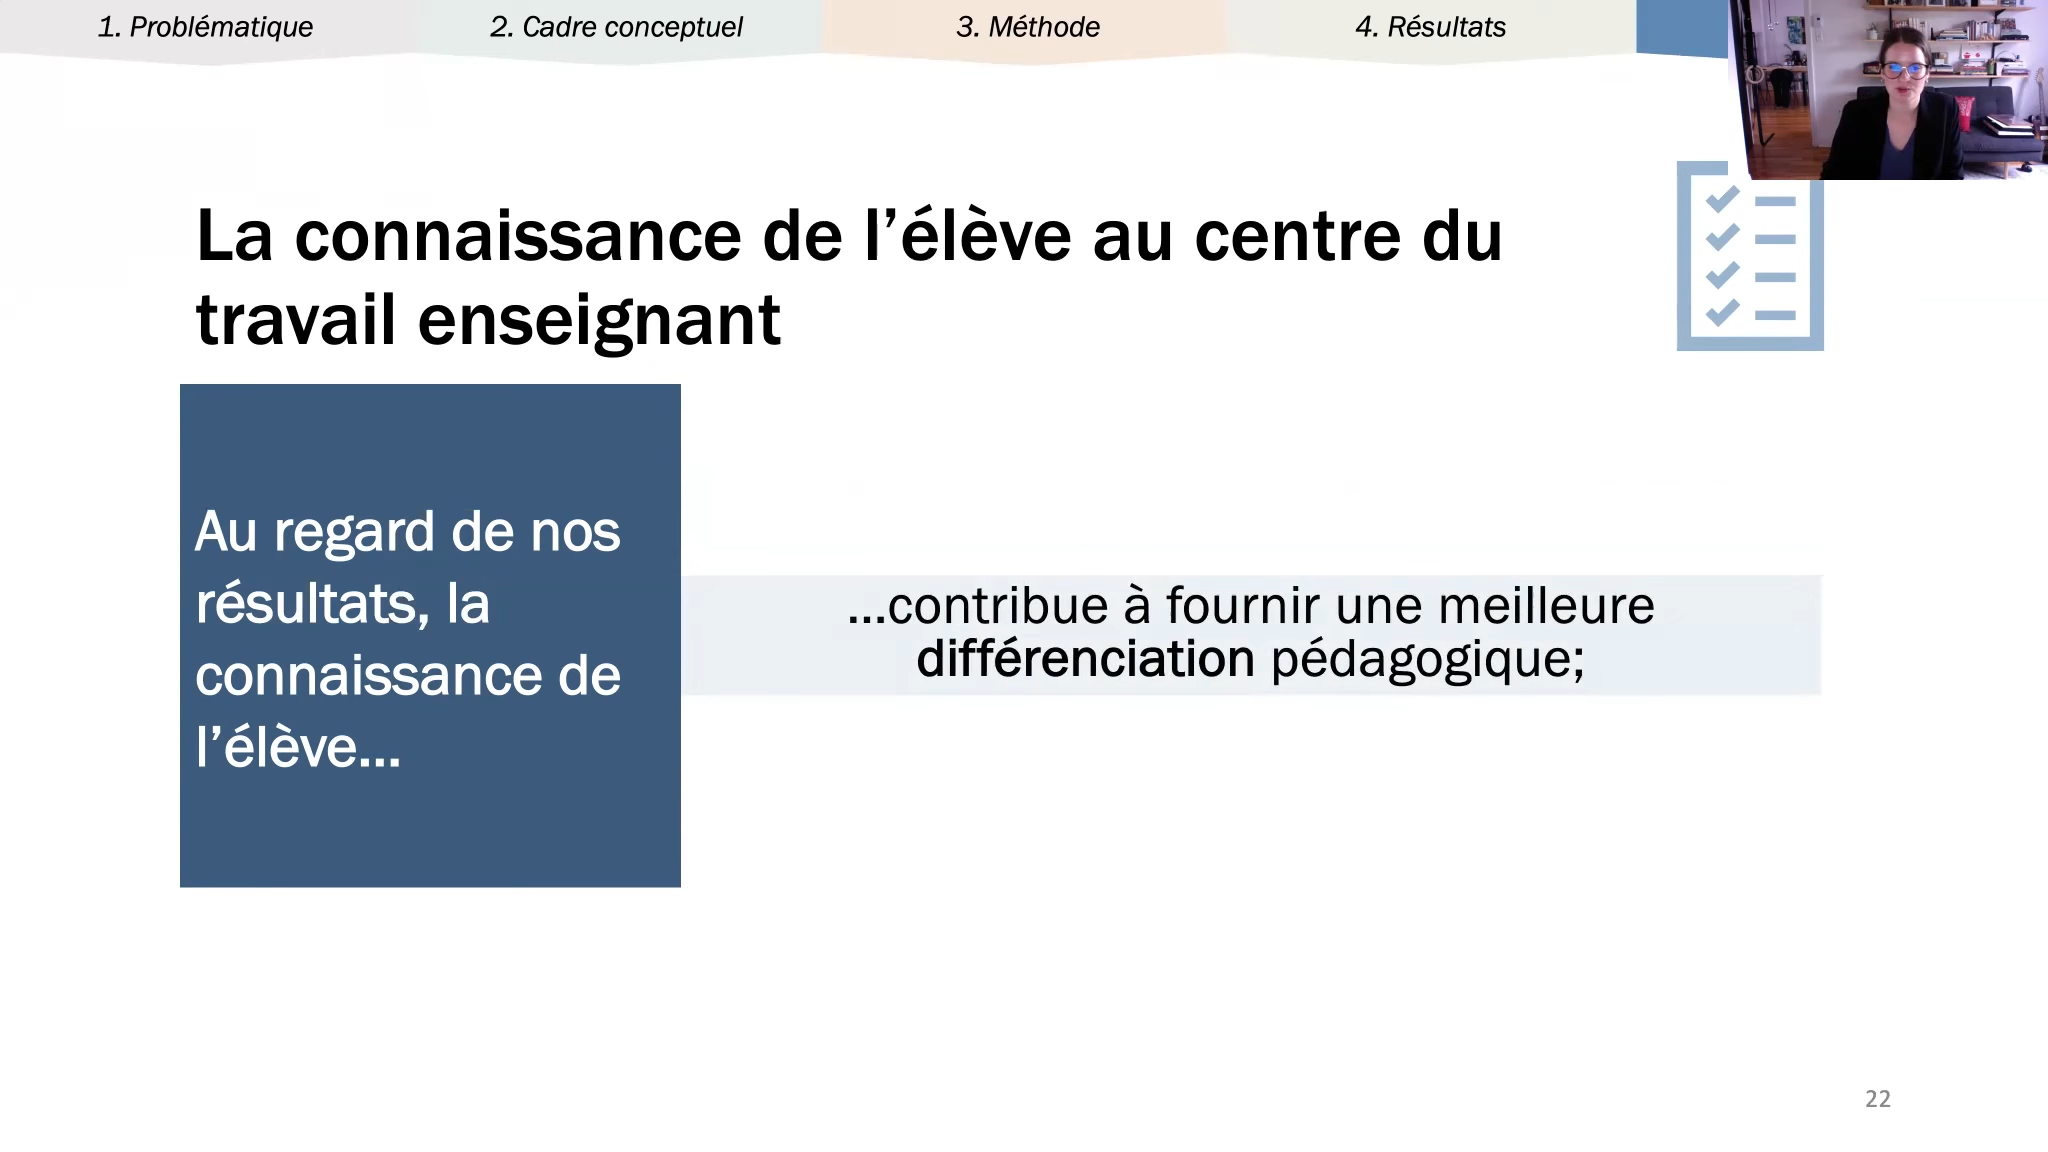 1. Problématique
2. Cadre conceptuel
3. Méthode
4. Résultats
La connaissance de l’élève au centre du
travail enseignant
Au regard de nos
résultats, la
connaissance de
l’élève...
...contribue à fournir une meilleure
différenciation pédagogique;
22